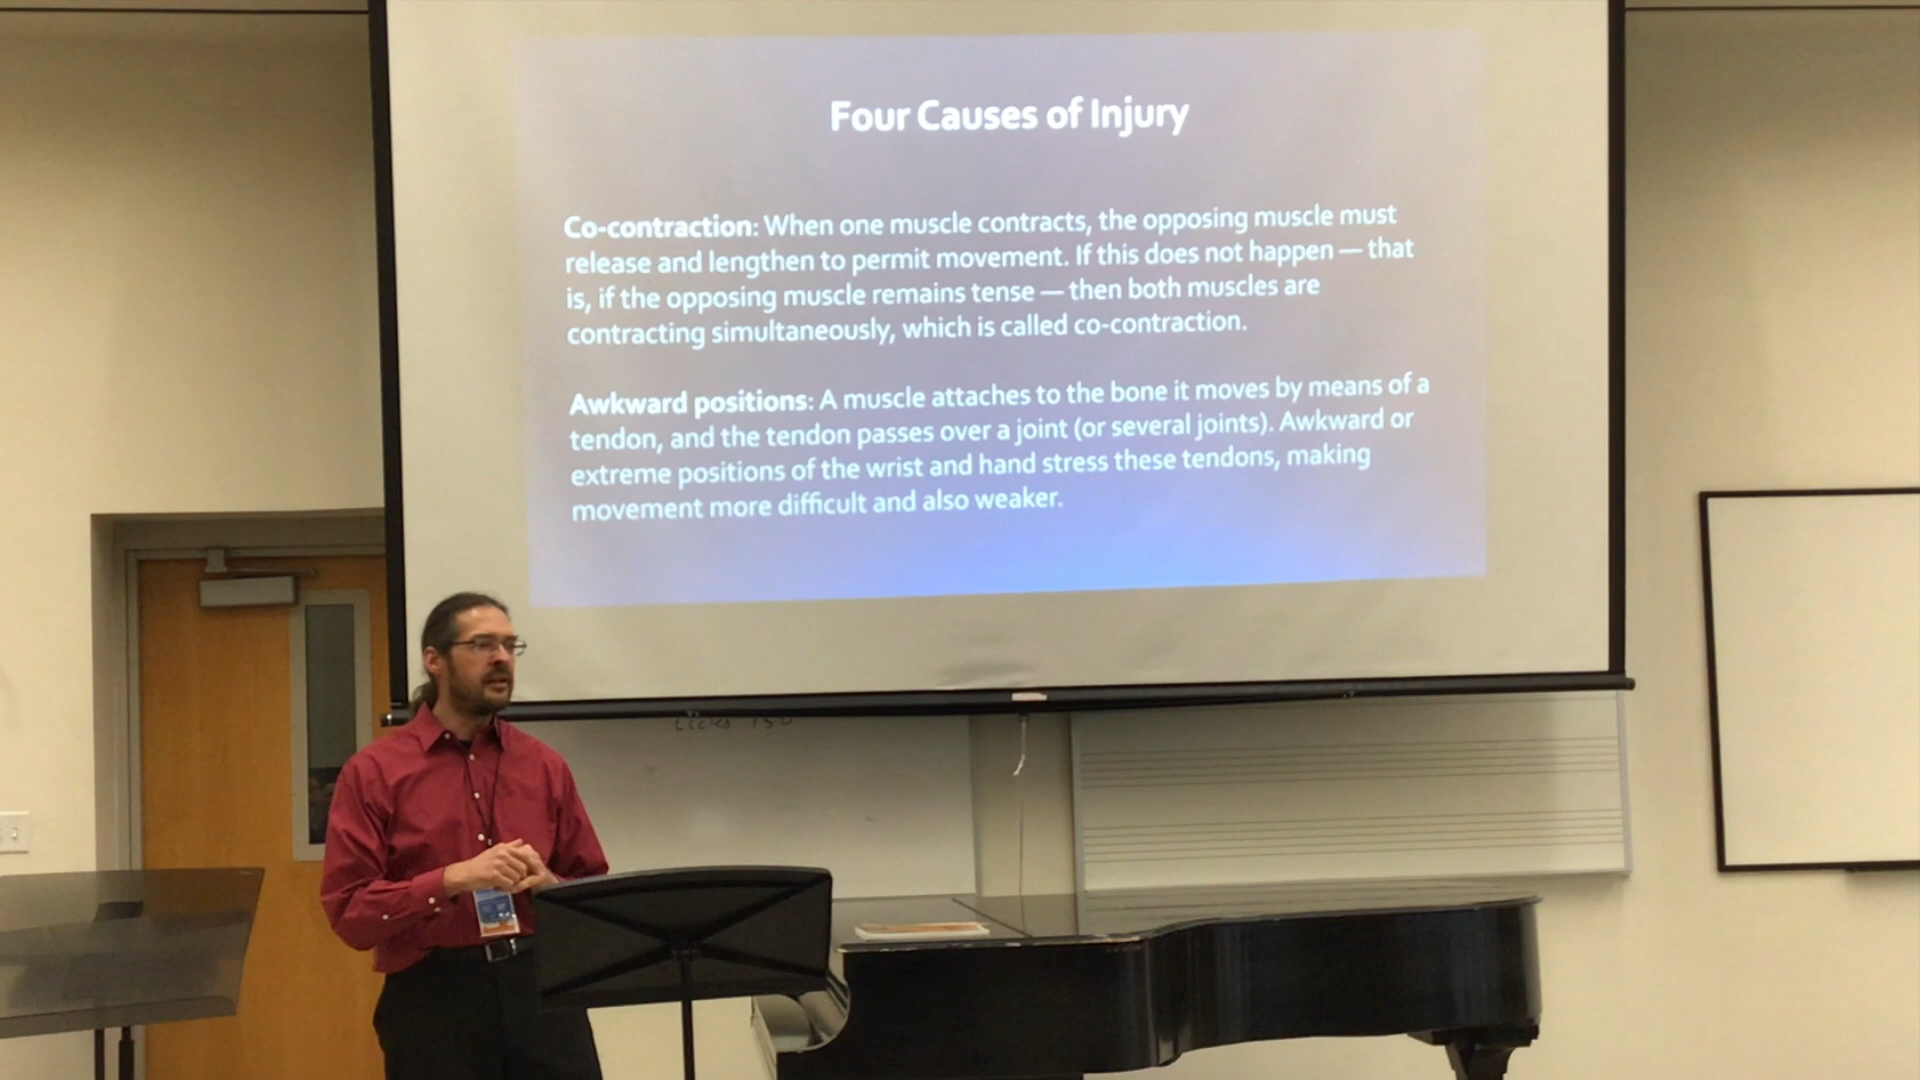 Four Causes of Injury
Co-contraction: When one muscle contracts, the opposing muscle must
release and lengthen to permit movement. If this does not happen — that
is, if the opposing muscle remains tense — then both muscles are
contracting simultaneously, which is called co-contraction.
Awkward positions: A muscle attaches to the bone it moves by means of a
tendon, and the tendon passes over a joint (or several joints). Awkward or
extreme positions of the wrist and hand stress these tendons, making
movement more difficult and also weaker.